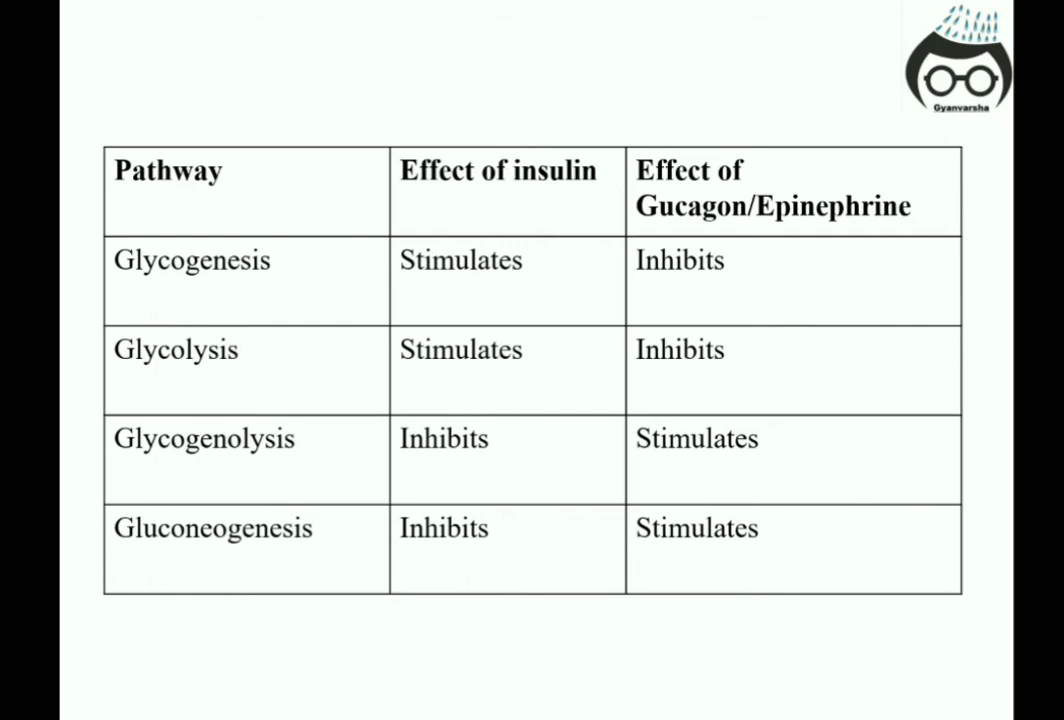 Gyanvarsha
Pathway Effect of insulin Effect of
Gucagon/Epinephrine
Glycogenesis Stimulates Inhibits
Glycolysis Stimulates Inhibits
Glycogenolysis Inhibits Stimulates
Gluconeogenesis Inhibits Stimulates